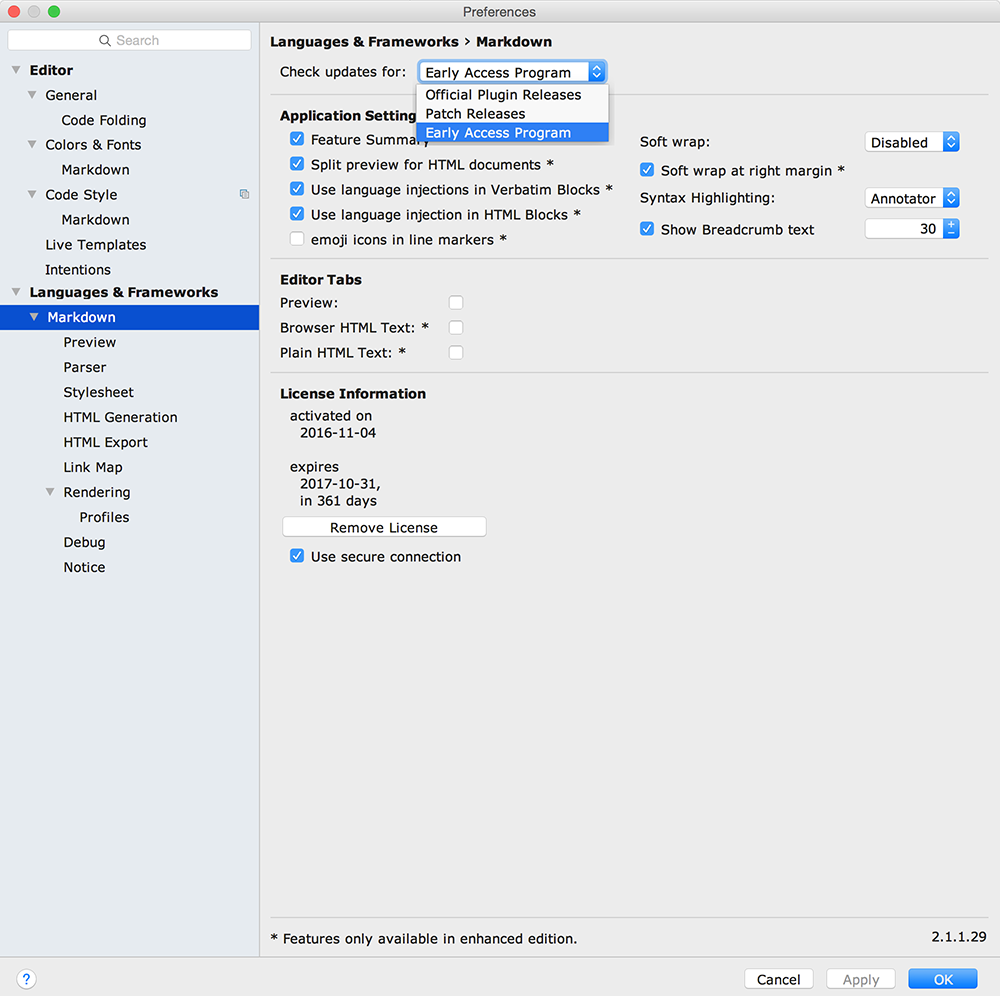 Preferences
Search
Editor
General
Code Folding
Colors & Fonts
Markdown
Code Style
Markdown
Live Templates
Intentions
Languages & Frameworks
Markdown
Preview
Parser
Stylesheet
HTML Generation
HTML Export
Link Map
Rendering
Profiles
Debug
Notice
Languages & Frameworks › Markdown
Check updates for: Early Access Program
Official Plugin Releases
Patch Releases
Early Access Program
Application Setting
Feature Summary
Split preview for HTML documents *
Use language injections in Verbatim Blocks *
Use language injection in HTML Blocks *
emoji icons in line markers *
Soft wrap: Disabled
Soft wrap at right margin *
Syntax Highlighting: Annotator
Show Breadcrumb text 30
Editor Tabs
Preview:
Browser HTML Text: *
Plain HTML Text: *
License Information
activated on
2016-11-04
expires
2017-10-31,
in 361 days
Remove License
Use secure connection
* Features only available in enhanced edition.
2.1.1.29
?
Cancel
Apply
OK